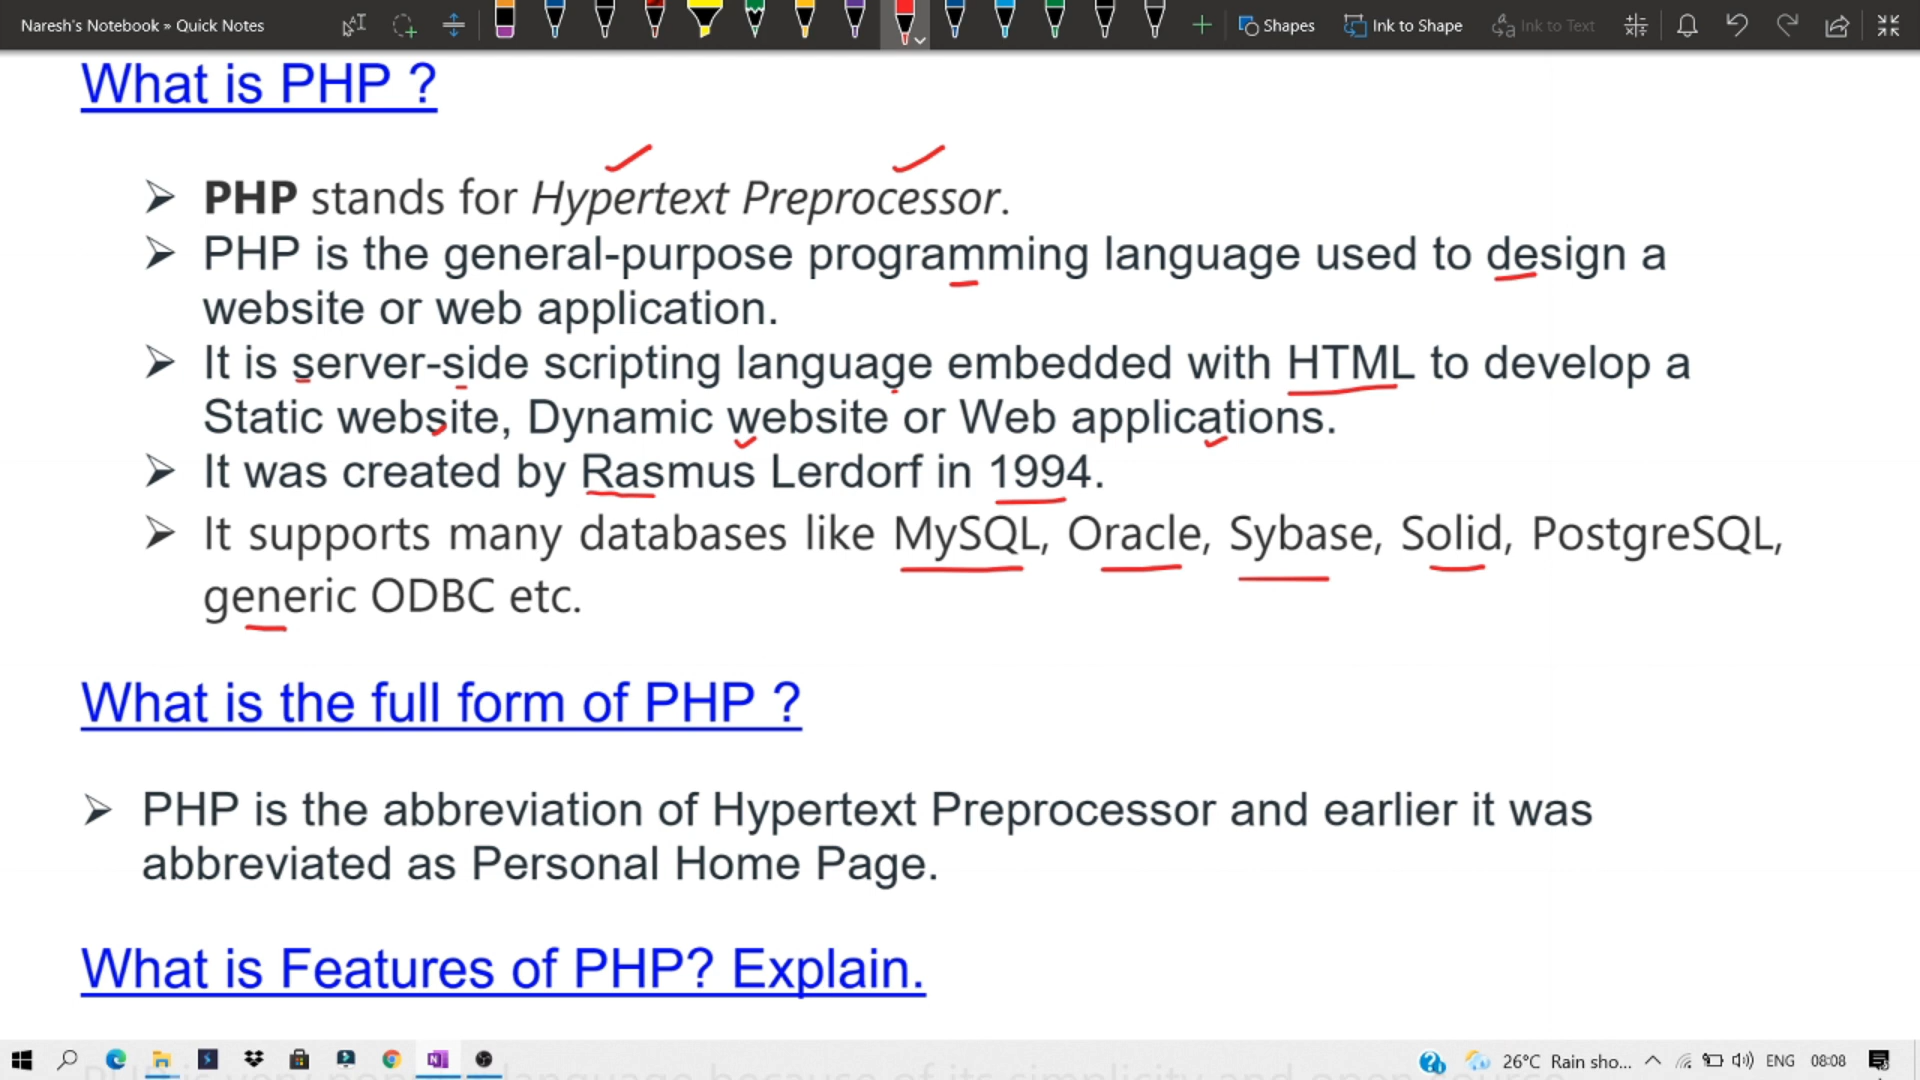 Naresh's Notebook » Quick Notes
Shapes
Ink to Shape
Ink to Text
What is PHP ?
PHP stands for Hypertext Preprocessor.
PHP is the general-purpose programming language used to design a
website or web application.
It is server-side scripting language embedded with HTML to develop a
Static website, Dynamic website or Web applications.
It was created by Rasmus Lerdorf in 1994.
It supports many databases like MySQL, Oracle, Sybase, Solid, PostgreSQL,
generic ODBC etc.
What is the full form of PHP ?
PHP is the abbreviation of Hypertext Preprocessor and earlier it was
abbreviated as Personal Home Page.
What is Features of PHP? Explain.
26°C Rain sho...
ENG
08:08